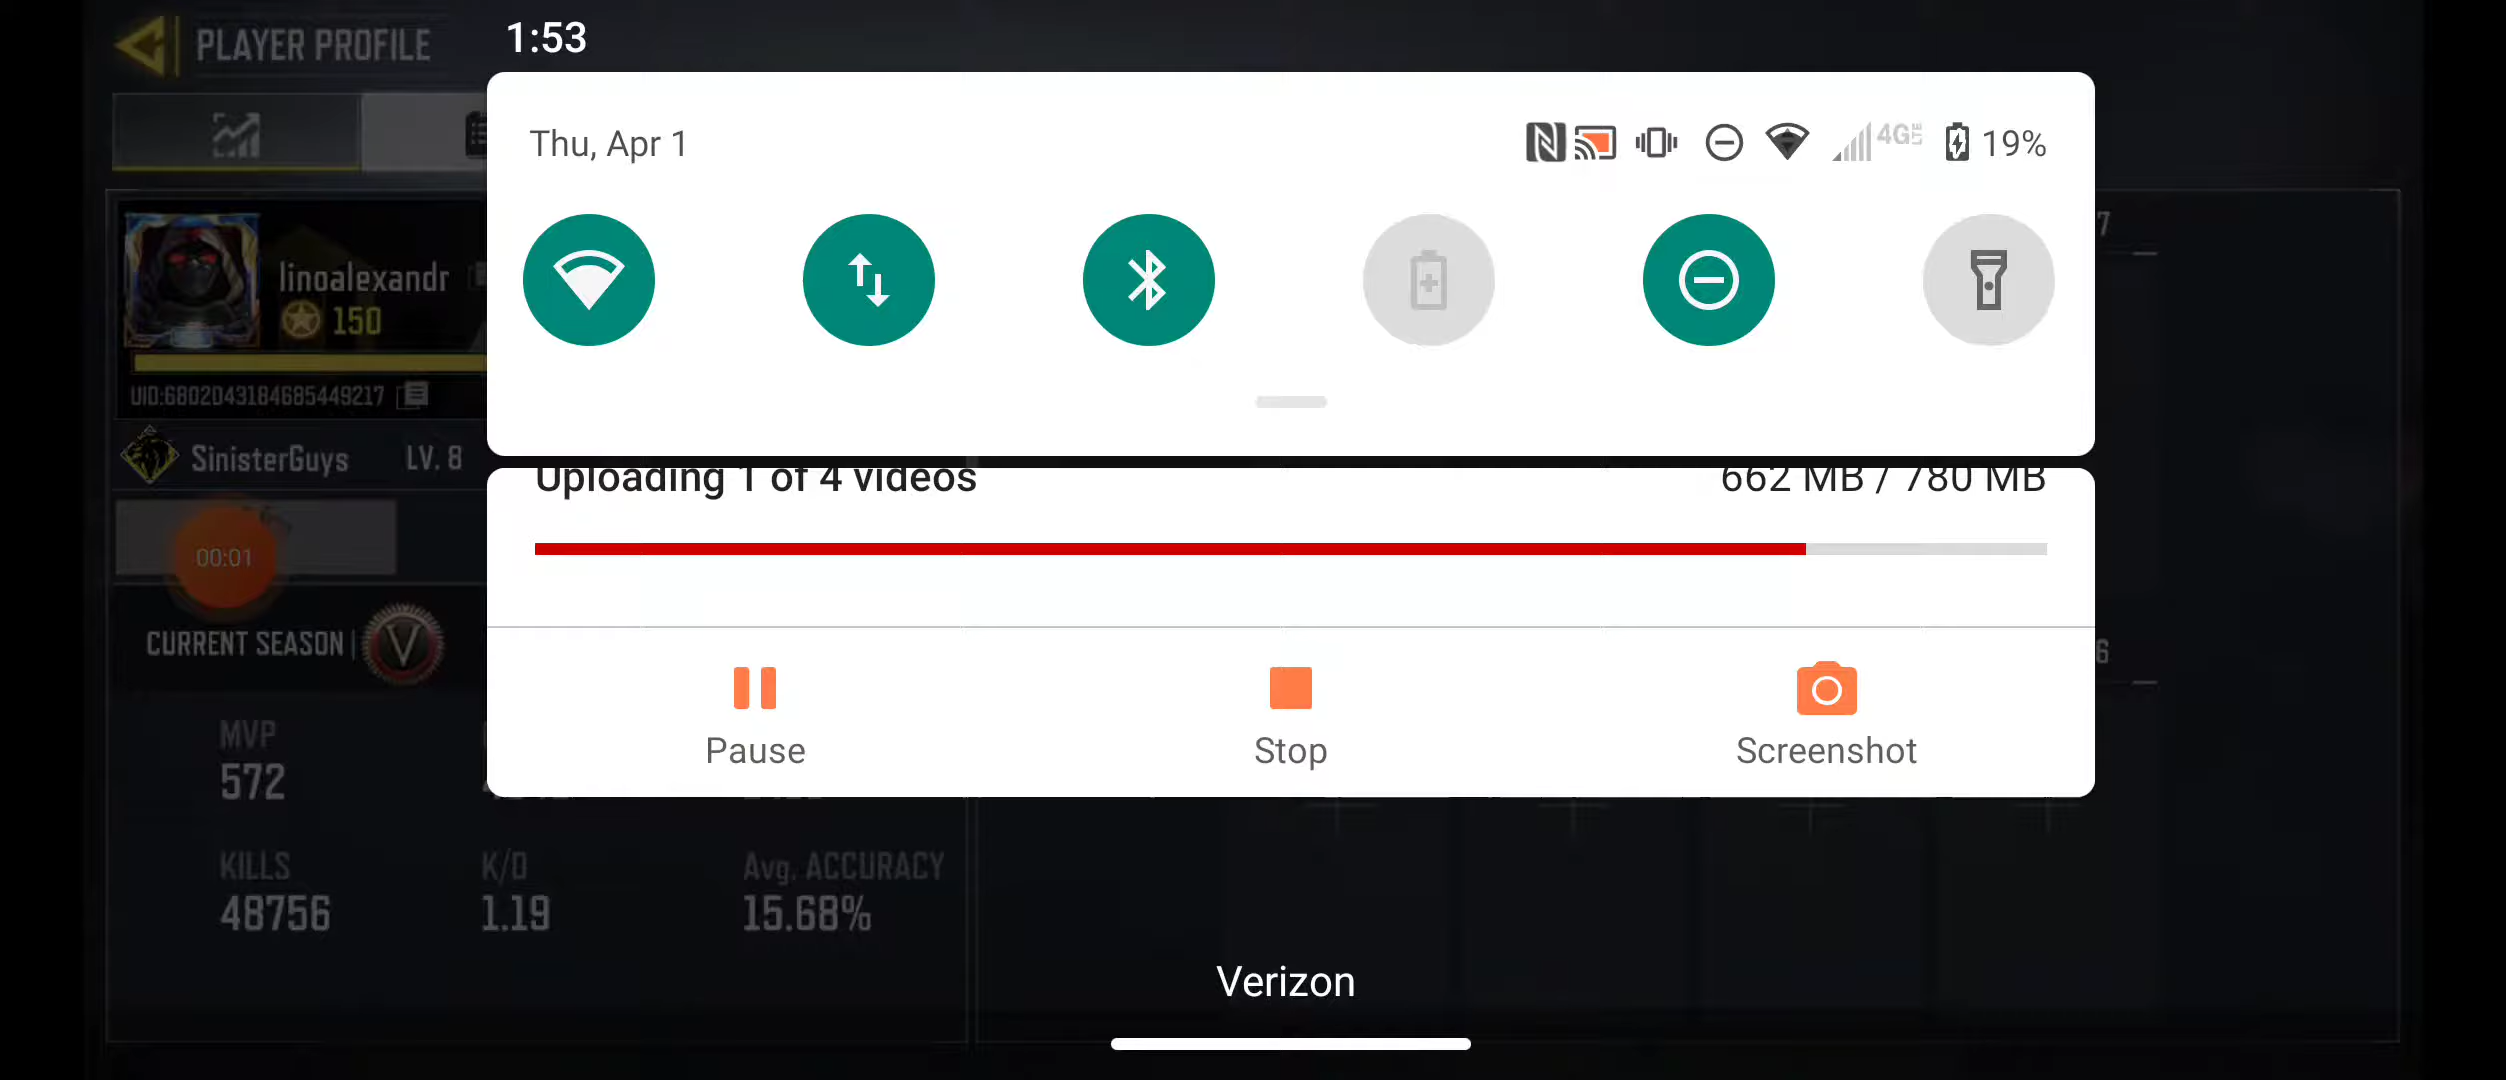 PLAYER PROFILE
1:53
Thu, Apr 1
4G LTE
19%
linoalexandr
150
UID:6802043184685449217
SinisterGuys LV. 8
Uploading 1 of 4 videos
662 MB / 780 MB
00:01
CURRENT SEASON
V
Pause
Stop
Screenshot
MVP
572
KILLS
48756
K/D
1.19
Avg. ACCURACY
15.68%
Verizon